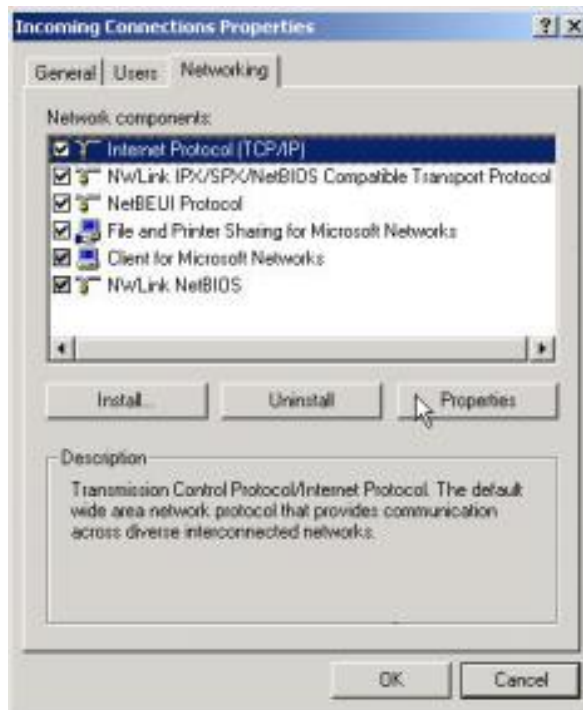 Incoming Connections Properties
General Users Networking
Network components:
Internet Protocol (TCP/IP)
NWLink IPX/SPX/NetBIOS Compatible Transport Protocol
NetBEUI Protocol
File and Printer Sharing for Microsoft Networks
Client for Microsoft Networks
NWLink NetBIOS
Install... Uninstall Properties
Description
Transmission Control Protocol/Internet Protocol. The default
wide area network protocol that provides communication
across diverse interconnected networks.
OK Cancel